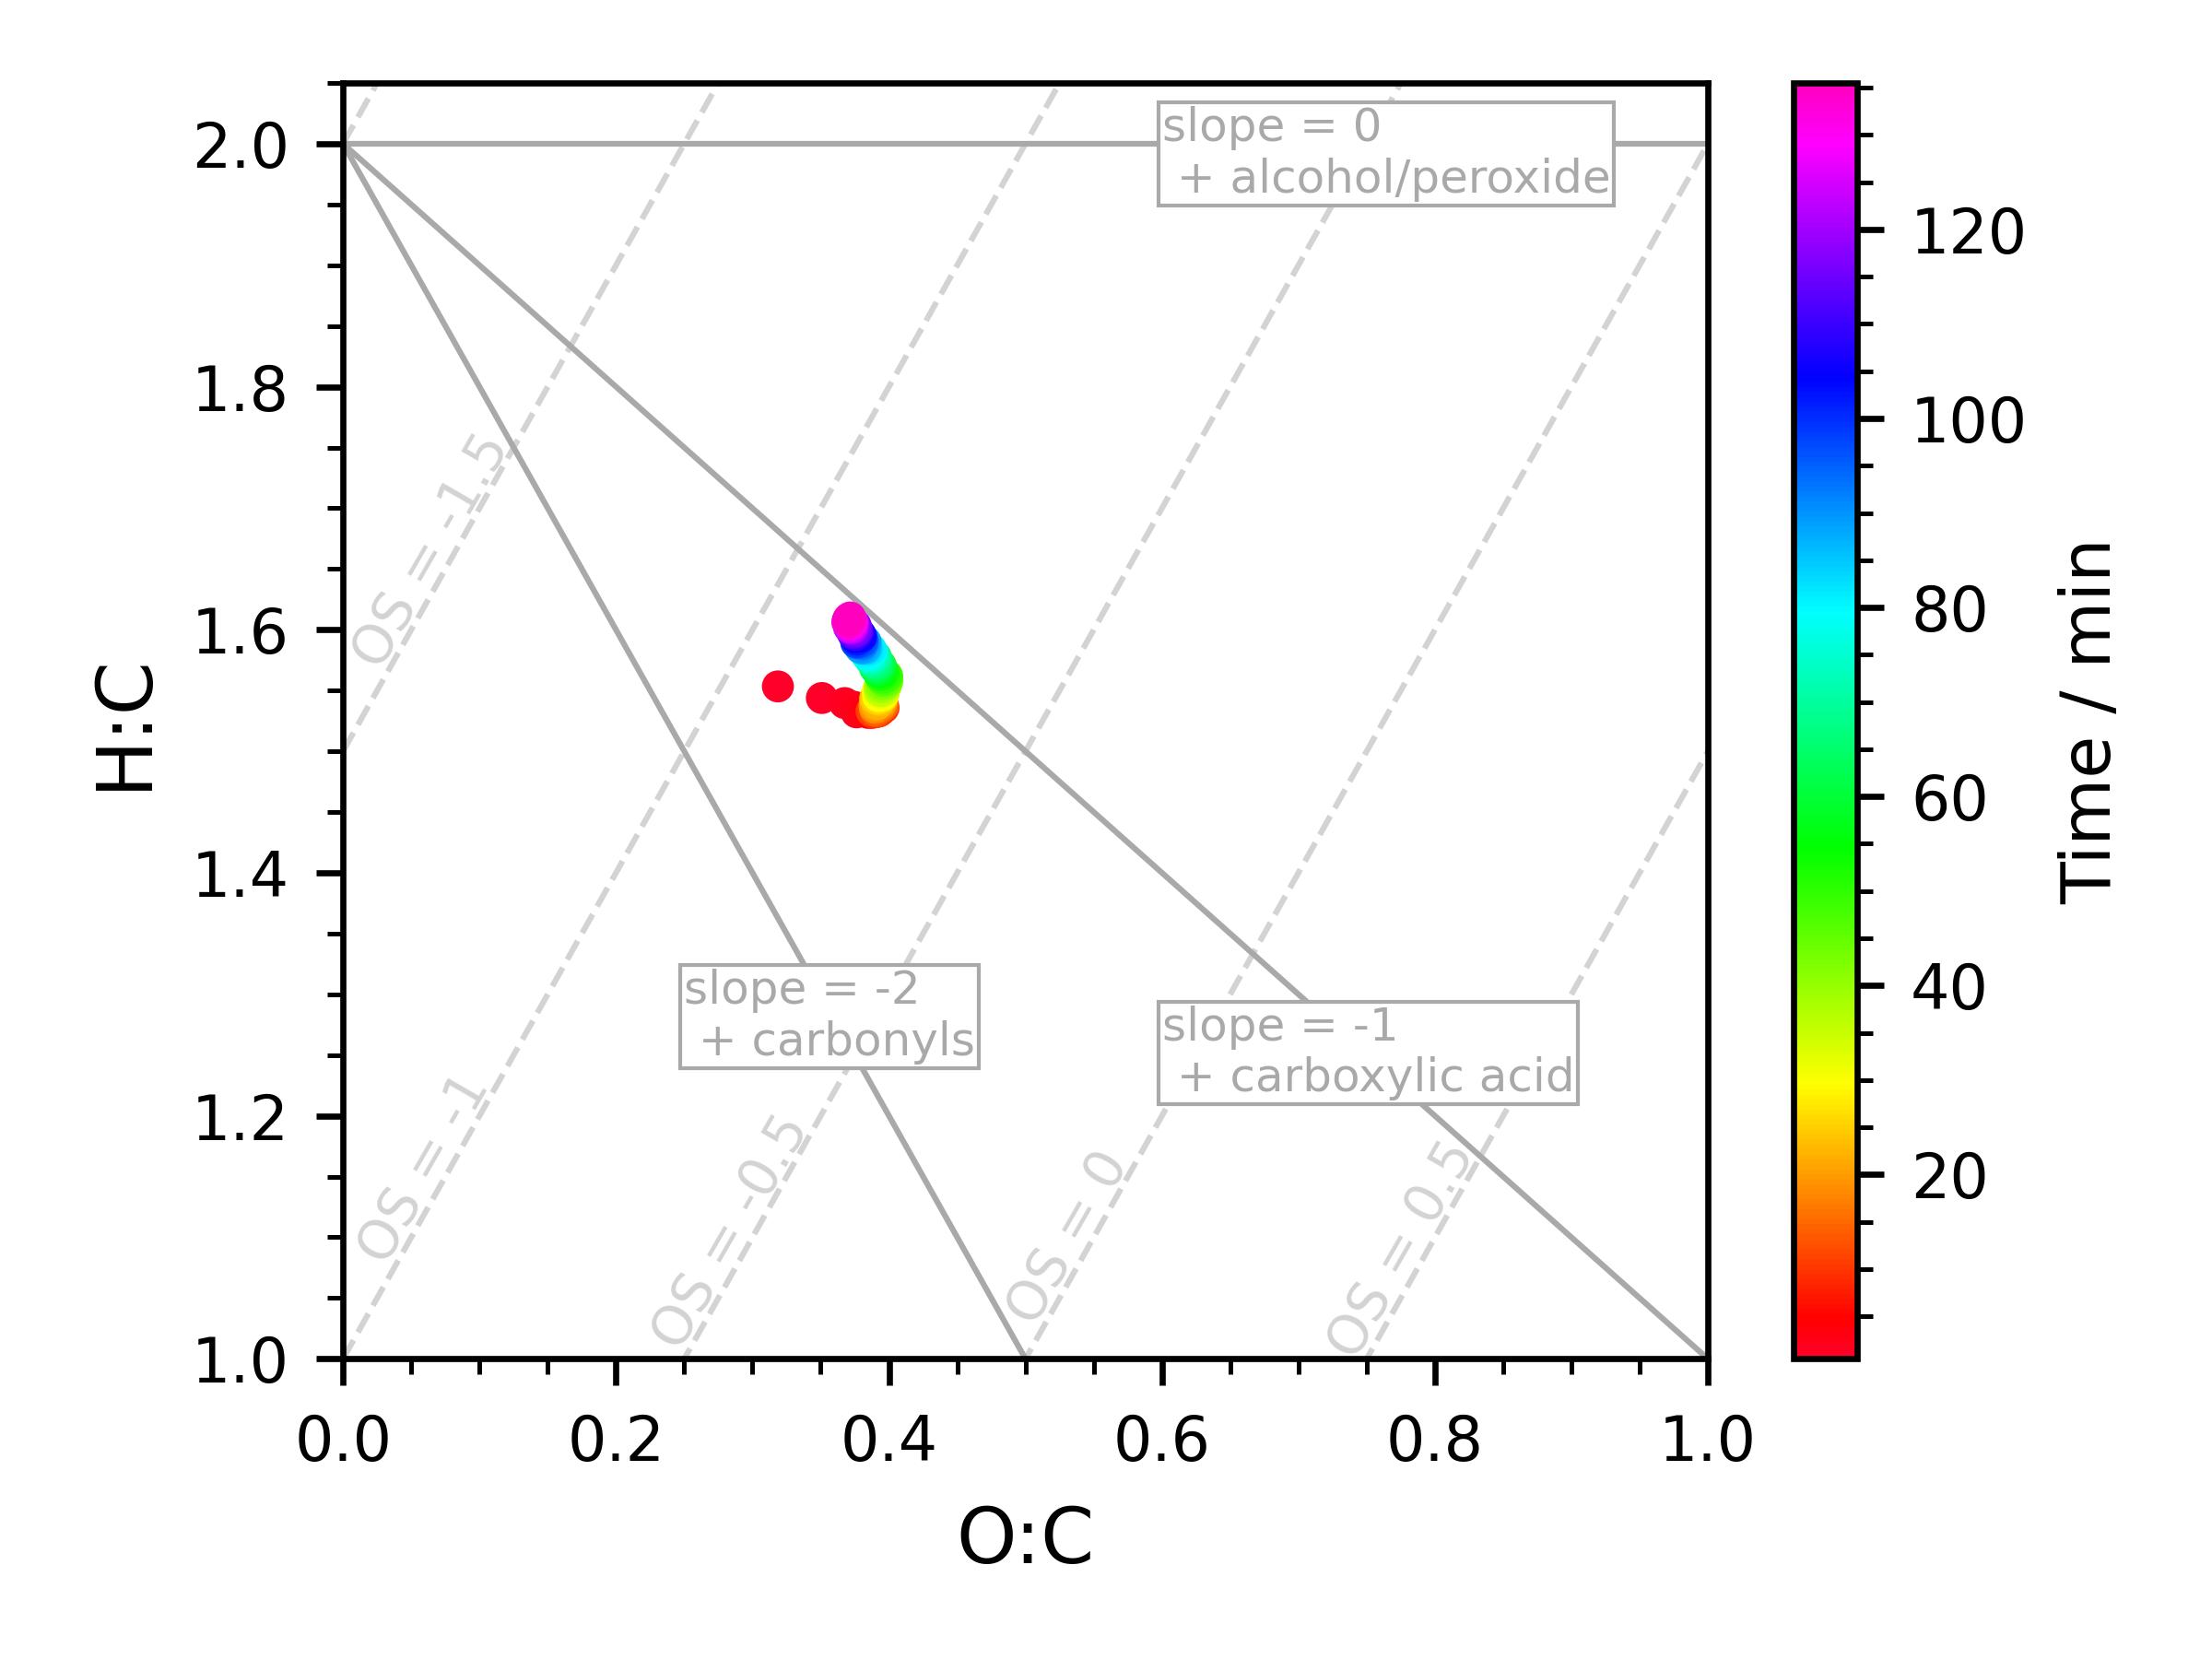 2.0
1.8
1.6
1.4
1.2
1.0
H:C
0.0
0.2
0.4
0.6
0.8
1.0
O:C
slope = 0
+ alcohol/peroxide
slope = -2
+ carbonyls
slope = -1
+ carboxylic acid
OS = -1.5
OS = -1
OS = -0.5
OS = 0
OS = 0.5
120
100
80
60
40
20
Time / min